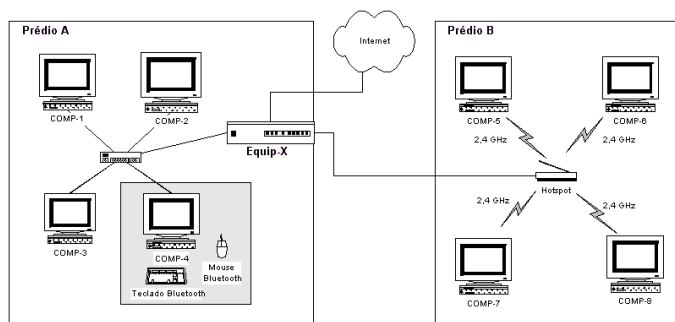 Prédio A
COMP-1
COMP-2
Equip-X
COMP-3
COMP-4
Mouse
Bluetooth
Teclado Bluetooth
Internet
Prédio B
COMP-5
COMP-6
2,4 GHz
2,4 GHz
Hotspot
2,4 GHz
2,4 GHz
COMP-7
COMP-8